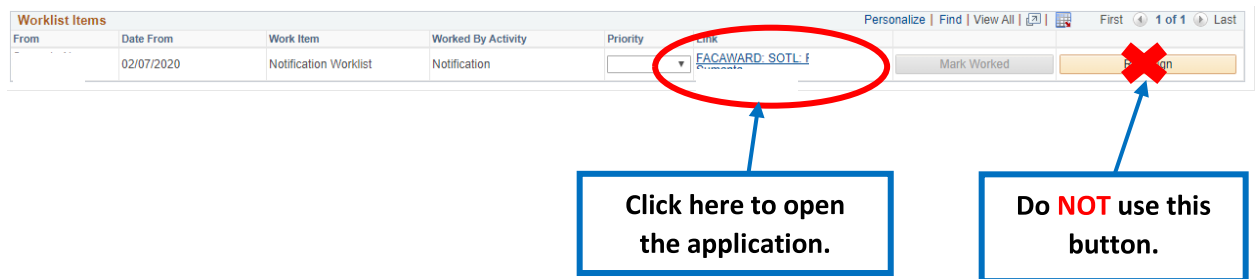 Worklist Items Personalize | Find | View All | | First 1 of 1 Last
From Date From Work Item Worked By Activity Priority Link
02/07/2020 Notification Worklist Notification FACAWARD: SOTL: Mark Worked
Click here to open
the application.
Do NOT use this
button.